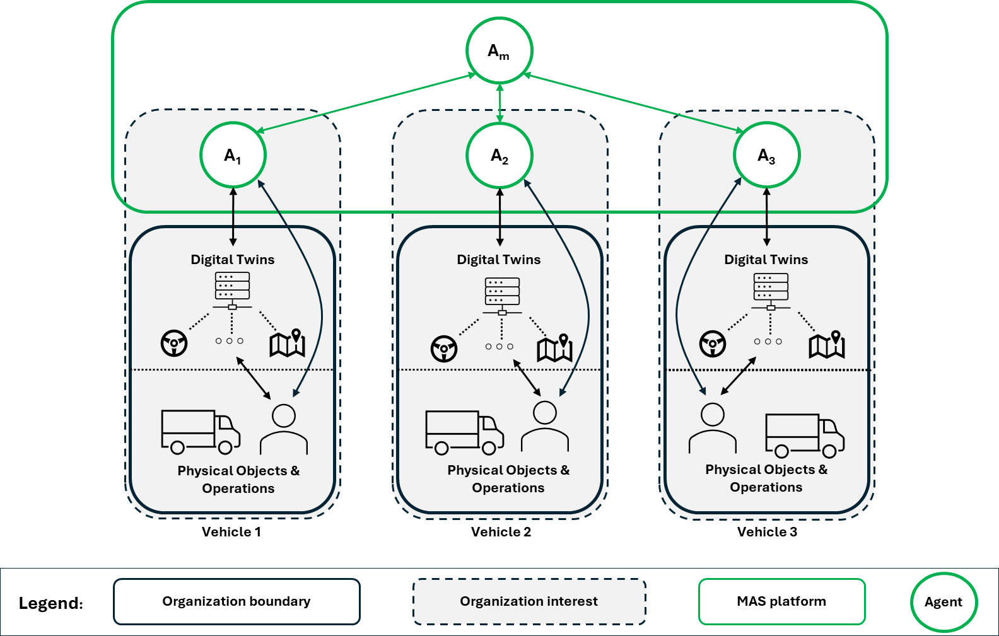 Am
A1
A2
A3
Digital Twins
Digital Twins
Digital Twins
Physical Objects &
Operations
Physical Objects &
Operations
Physical Objects &
Operations
Vehicle 1
Vehicle 2
Vehicle 3
Legend:
Organization boundary
Organization interest
MAS platform
Agent